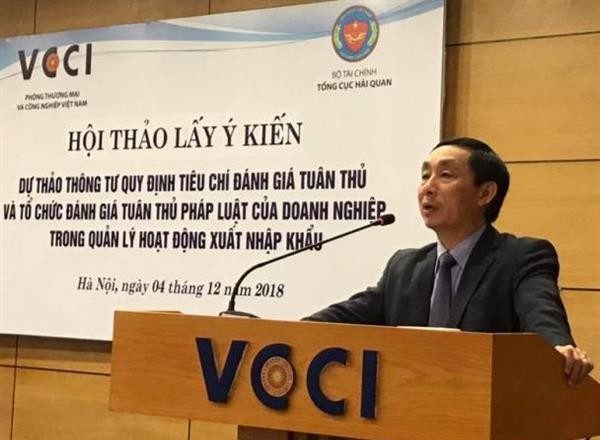 VCCI
PHÒNG THƯƠNG MẠI
VÀ CÔNG NGHIỆP VIỆT NAM
BỘ TÀI CHÍNH
TỔNG CỤC HẢI QUAN
HỘI THẢO LẤY Ý KIẾN
DỰ THẢO THÔNG TƯ QUY ĐỊNH TIÊU CHÍ ĐÁNH GIÁ TUÂN THỦ
VÀ TỔ CHỨC ĐÁNH GIÁ TUÂN THỦ PHÁP LUẬT CỦA DOANH NGHIỆP
TRONG QUẢN LÝ HOẠT ĐỘNG XUẤT NHẬP KHẨU
Hà Nội, ngày 04 tháng 12 năm 2018
VCCI